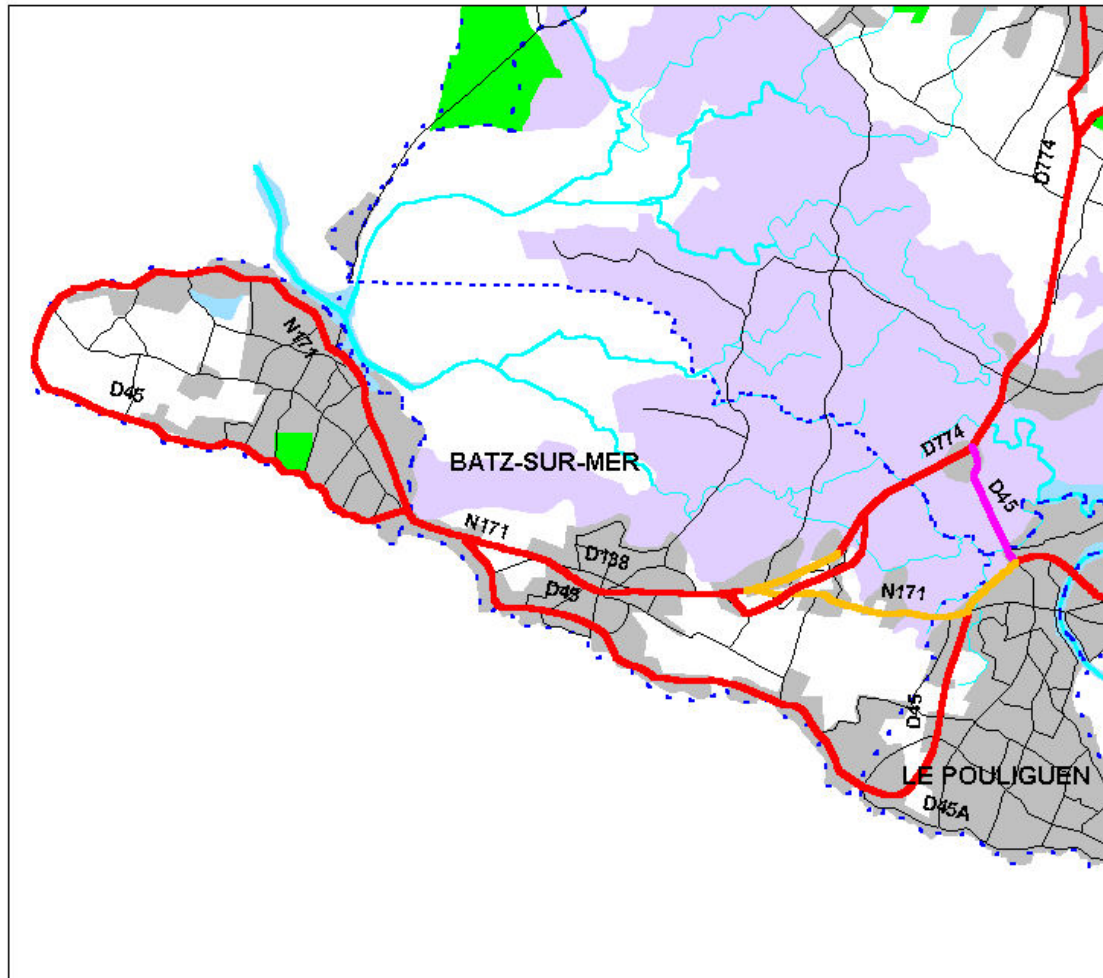 D774
N171
D45
D774
BATZ-SUR-MER
D45
N171
D138
D45
N171
D45
LE POULIGUEN
D45A